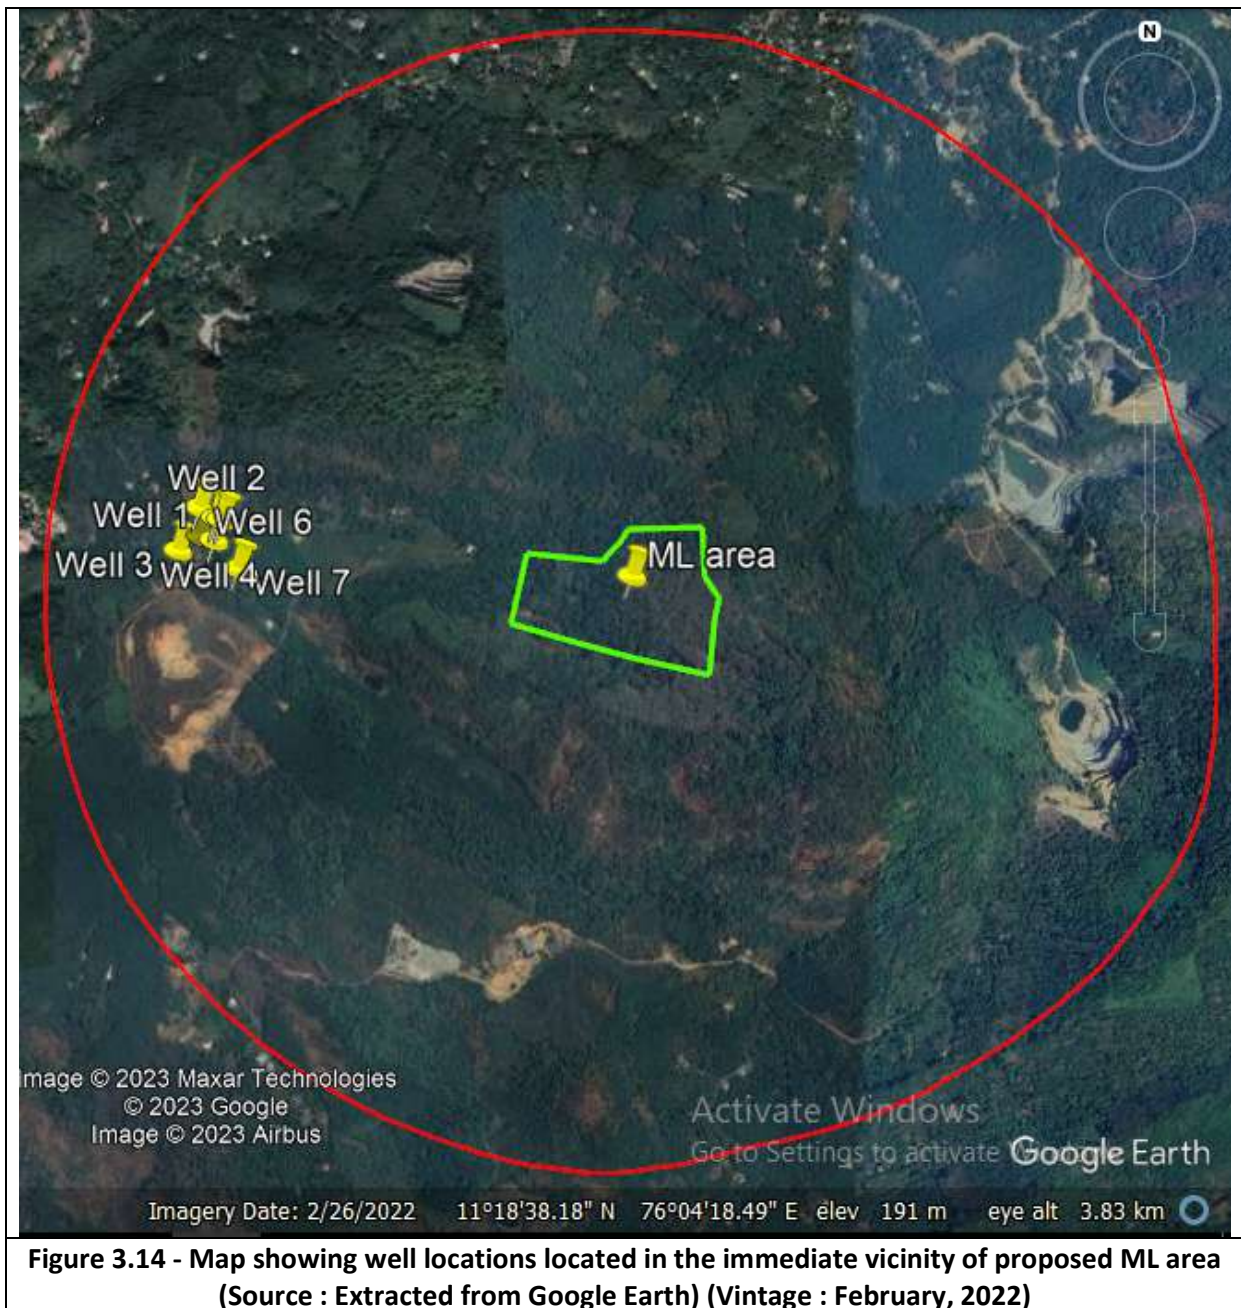 N
Well 2
Well 1
Well 6
Well 3
Well 4
Well 7
ML area
Image © 2023 Maxar Technologies
© 2023 Google
Image © 2023 Airbus
Activate Windows
Go to Settings to activate
Google Earth
Imagery Date: 2/26/2022 11°18'38.18" N 76°04'18.49" E elev 191 m eye alt 3.83 km
Figure 3.14 - Map showing well locations located in the immediate vicinity of proposed ML area
(Source : Extracted from Google Earth) (Vintage : February, 2022)